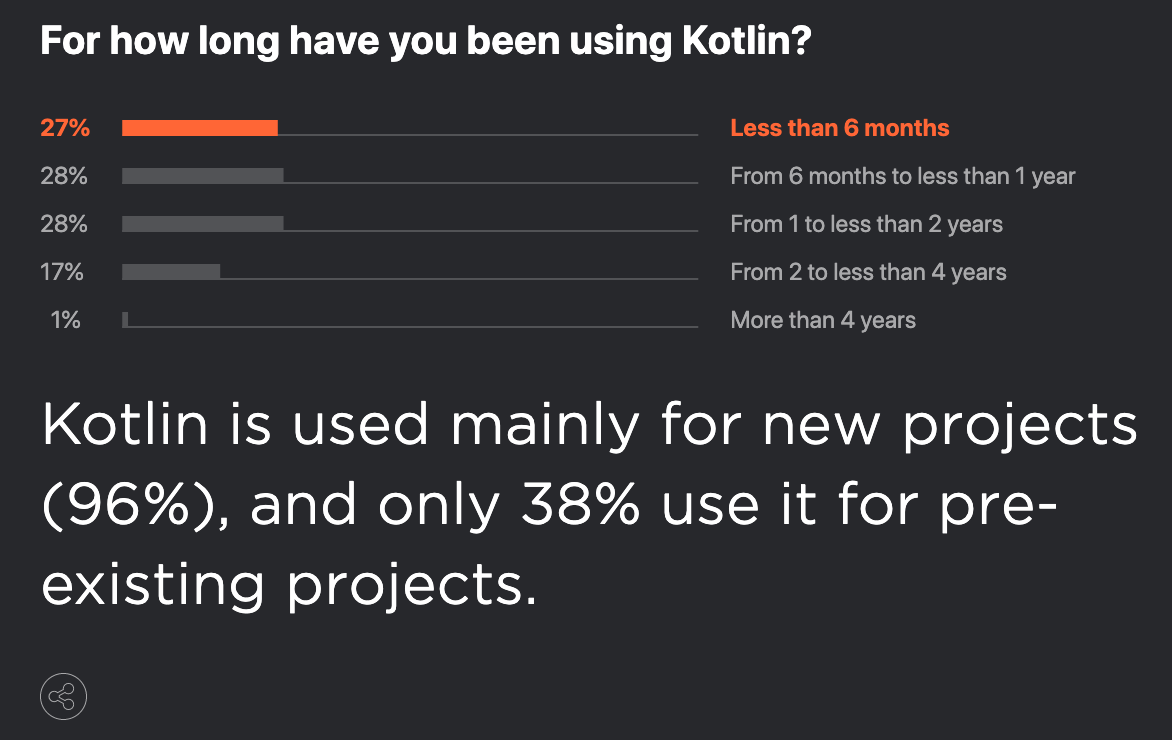 For how long have you been using Kotlin?
27% Less than 6 months
28% From 6 months to less than 1 year
28% From 1 to less than 2 years
17% From 2 to less than 4 years
1% More than 4 years
Kotlin is used mainly for new projects
(96%), and only 38% use it for pre-
existing projects.